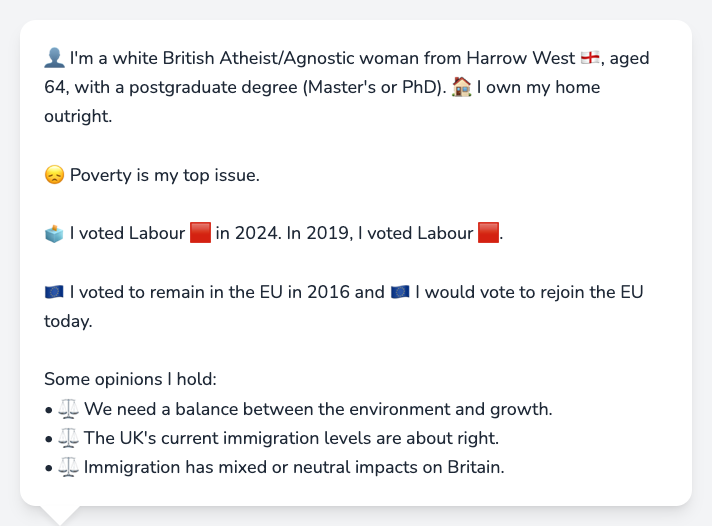 👤 I'm a white British Atheist/Agnostic woman from Harrow West 🏴󠁧󠁢󠁥󠁮󠁧󠁿, aged
64, with a postgraduate degree (Master's or PhD). 🏠 I own my home
outright.
😞 Poverty is my top issue.
🗳️ I voted Labour 🟥 in 2024. In 2019, I voted Labour 🟥.
🇪🇺 I voted to remain in the EU in 2016 and 🇪🇺 I would vote to rejoin the EU
today.
Some opinions I hold:
• ⚖️ We need a balance between the environment and growth.
• ⚖️ The UK's current immigration levels are about right.
• ⚖️ Immigration has mixed or neutral impacts on Britain.